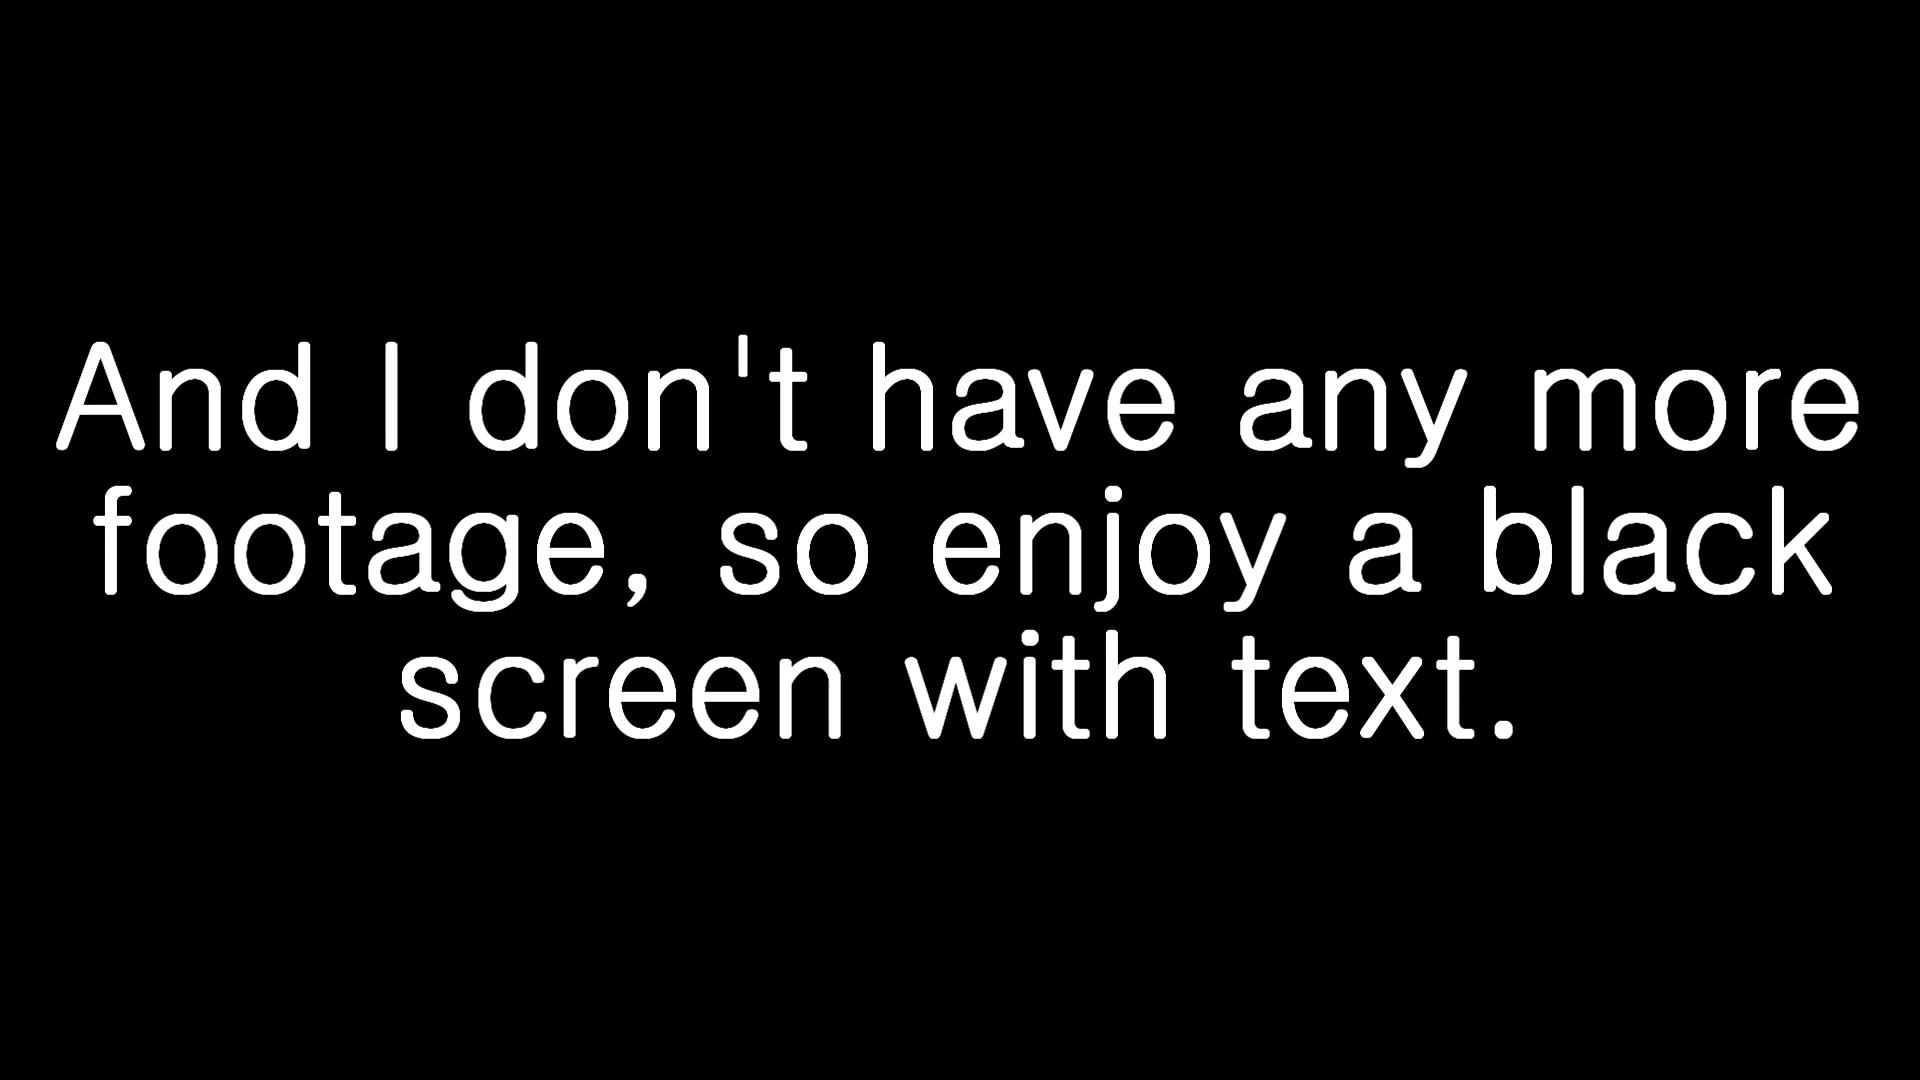 And I don't have any more
footage, so enjoy a black
screen with text.